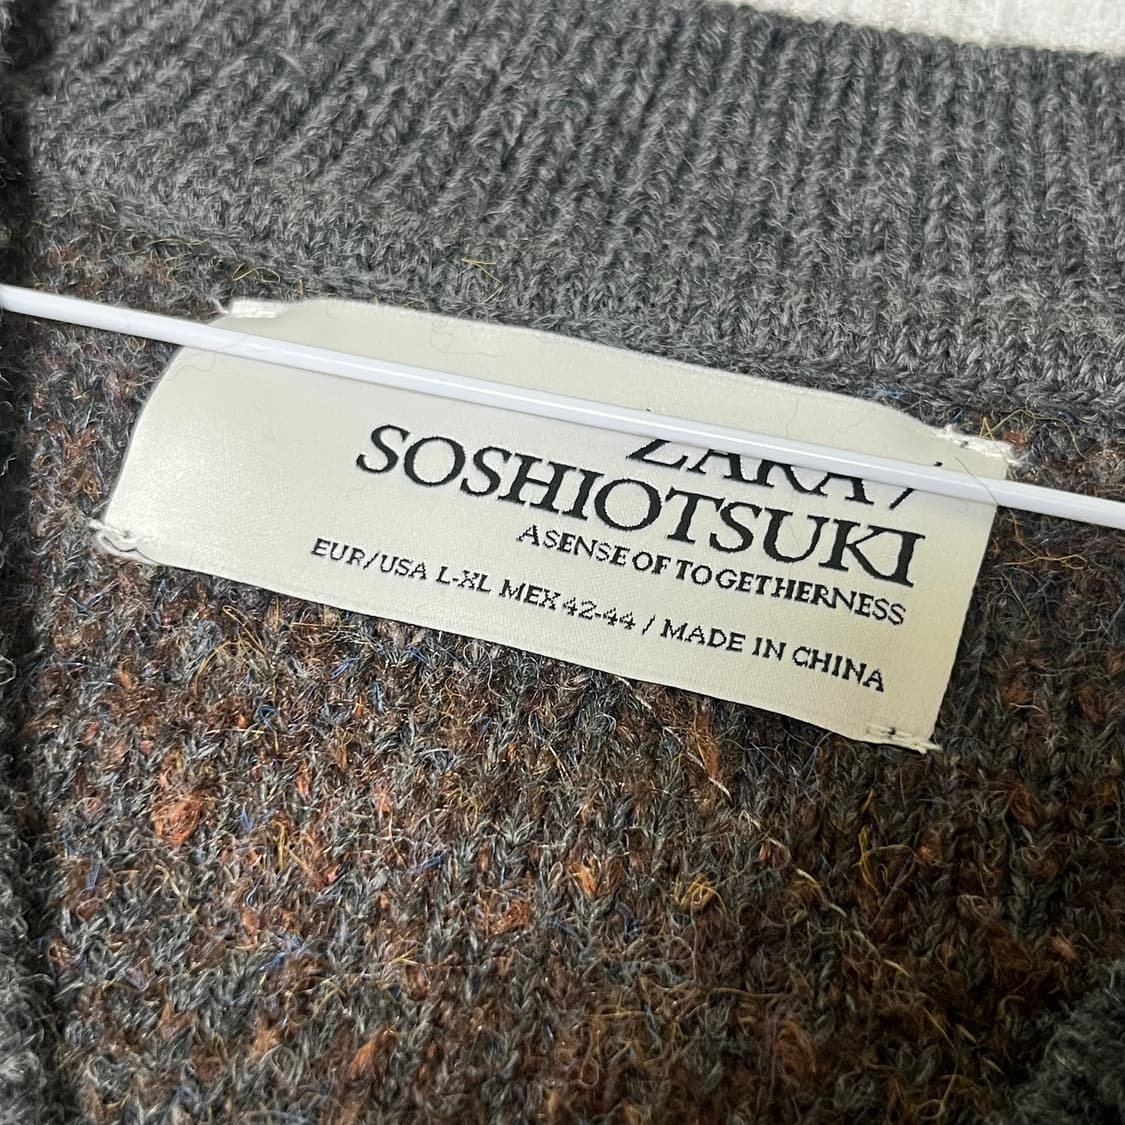 ZARA /
SOSHIOTSUKI
A SENSE OF TOGETHERNESS
EUR/USA L-XL MEX 42-44 / MADE IN CHINA